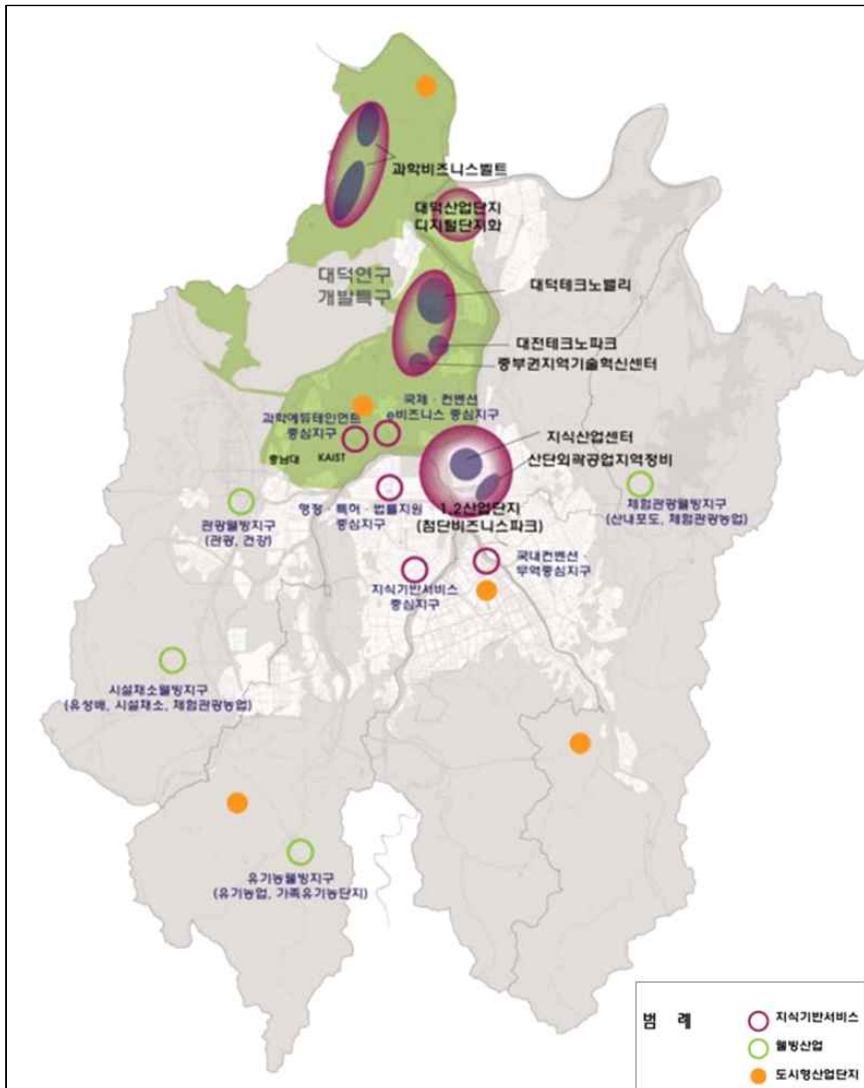 과학비즈니스벨트
대덕산업단지
디지털단지화
대덕연구
개발특구
대덕테크노밸리
대전테크노파크
중부권지역기술혁신센터
국제·컨벤션
e비즈니스 중심지구
과학에듀테인먼트
중심지구
충남대
KAIST
지식산업센터
산단외곽공업지역정비
1,2산업단지
(첨단비즈니스파크)
행정·특허·법률지원
중심지구
관광웰빙지구
(관광, 건강)
체험관광웰빙지구
(산내포도, 체험관광농업)
국내컨벤션·
무역중심지구
지식기반서비스
중심지구
시설채소웰빙지구
(유성배, 시설채소, 체험관광농업)
유기농웰빙지구
(유기농업, 가족유기농단지)
범 례
지식기반서비스
웰빙산업
도시형산업단지